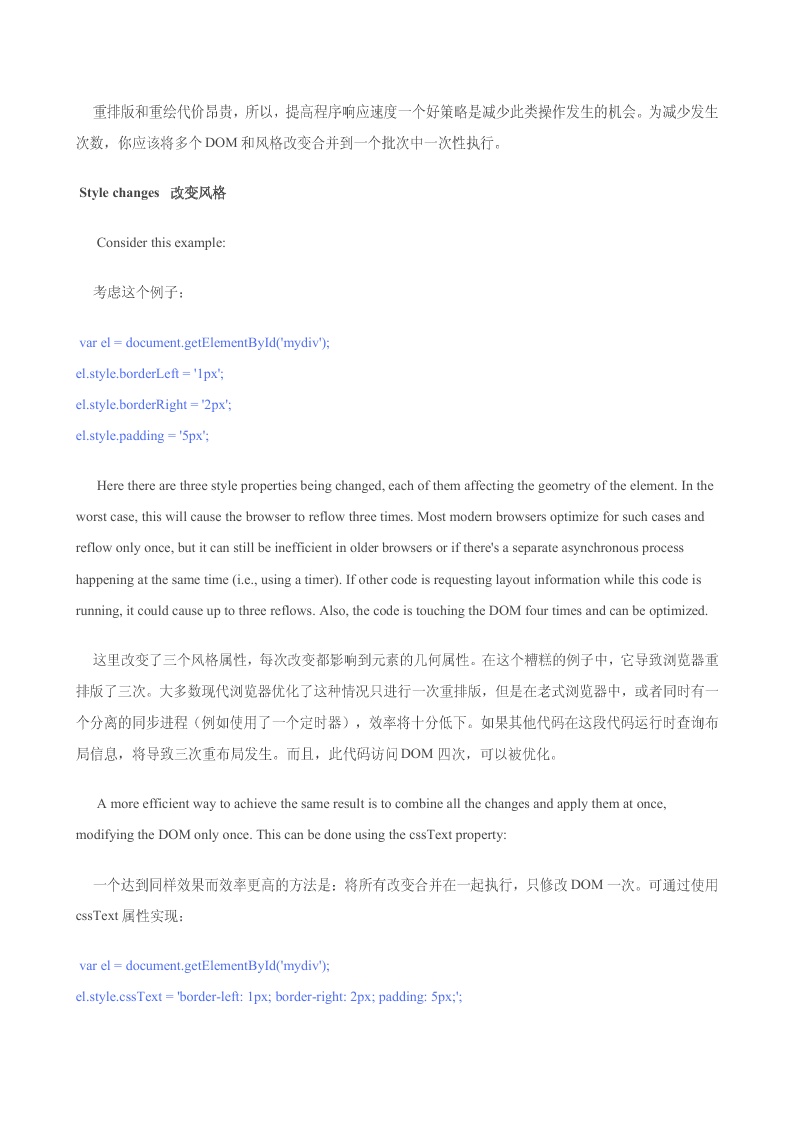 重排版和重绘代价昂贵，所以，提高程序响应速度一个好策略是减少此类操作发生的机会。为减少发生
次数，你应该将多个 DOM 和风格改变合并到一个批次中一次性执行。
Style changes 改变风格
Consider this example:
考虑这个例子：
var el = document.getElementById('mydiv');
el.style.borderLeft = '1px';
el.style.borderRight = '2px';
el.style.padding = '5px';
Here there are three style properties being changed, each of them affecting the geometry of the element. In the
worst case, this will cause the browser to reflow three times. Most modern browsers optimize for such cases and
reflow only once, but it can still be inefficient in older browsers or if there's a separate asynchronous process
happening at the same time (i.e., using a timer). If other code is requesting layout information while this code is
running, it could cause up to three reflows. Also, the code is touching the DOM four times and can be optimized.
这里改变了三个风格属性，每次改变都影响到元素的几何属性。在这个糟糕的例子中，它导致浏览器重
排版了三次。大多数现代浏览器优化了这种情况只进行一次重排版，但是在老式浏览器中，或者同时有一
个分离的同步进程（例如使用了一个定时器），效率将十分低下。如果其他代码在这段代码运行时查询布
局信息，将导致三次重布局发生。而且，此代码访问 DOM 四次，可以被优化。
A more efficient way to achieve the same result is to combine all the changes and apply them at once,
modifying the DOM only once. This can be done using the cssText property:
一个达到同样效果而效率更高的方法是：将所有改变合并在一起执行，只修改 DOM 一次。可通过使用
cssText 属性实现：
var el = document.getElementById('mydiv');
el.style.cssText = 'border-left: 1px; border-right: 2px; padding: 5px;';